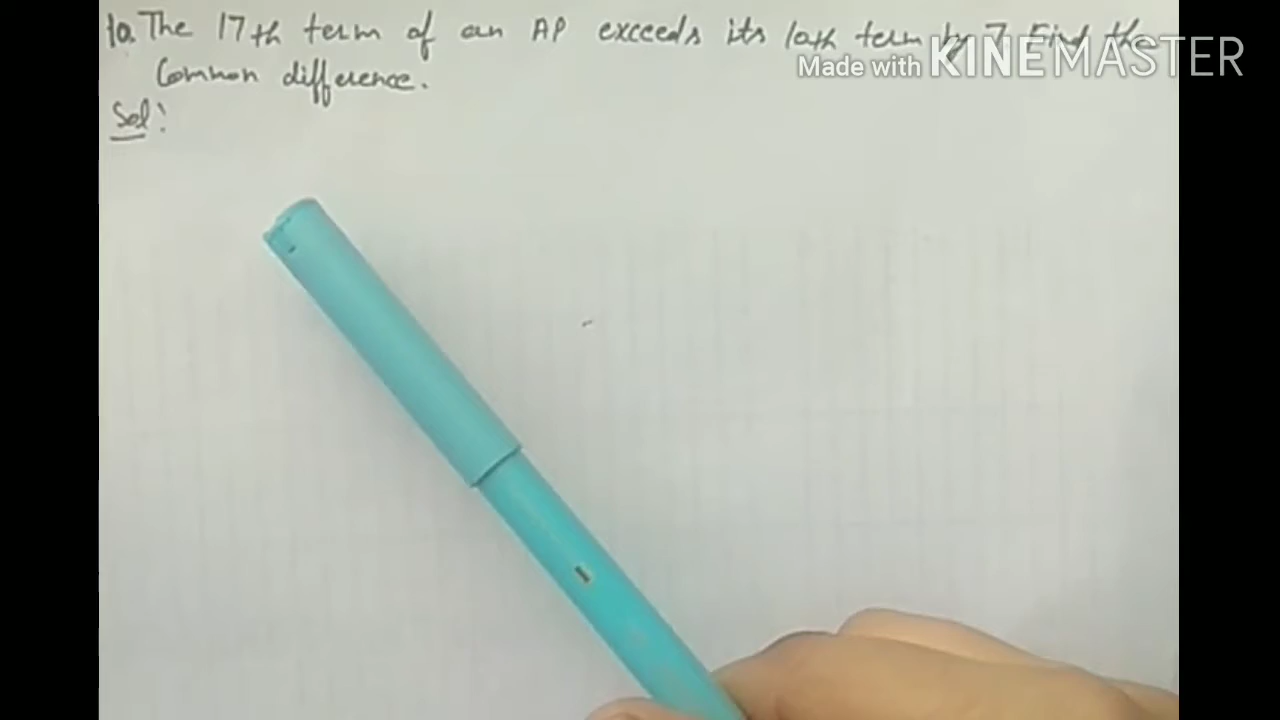 10. The 17th term of an AP exceeds its 10th term by 7. Find the
Made with KINEMASTER
Common difference.
Sol: